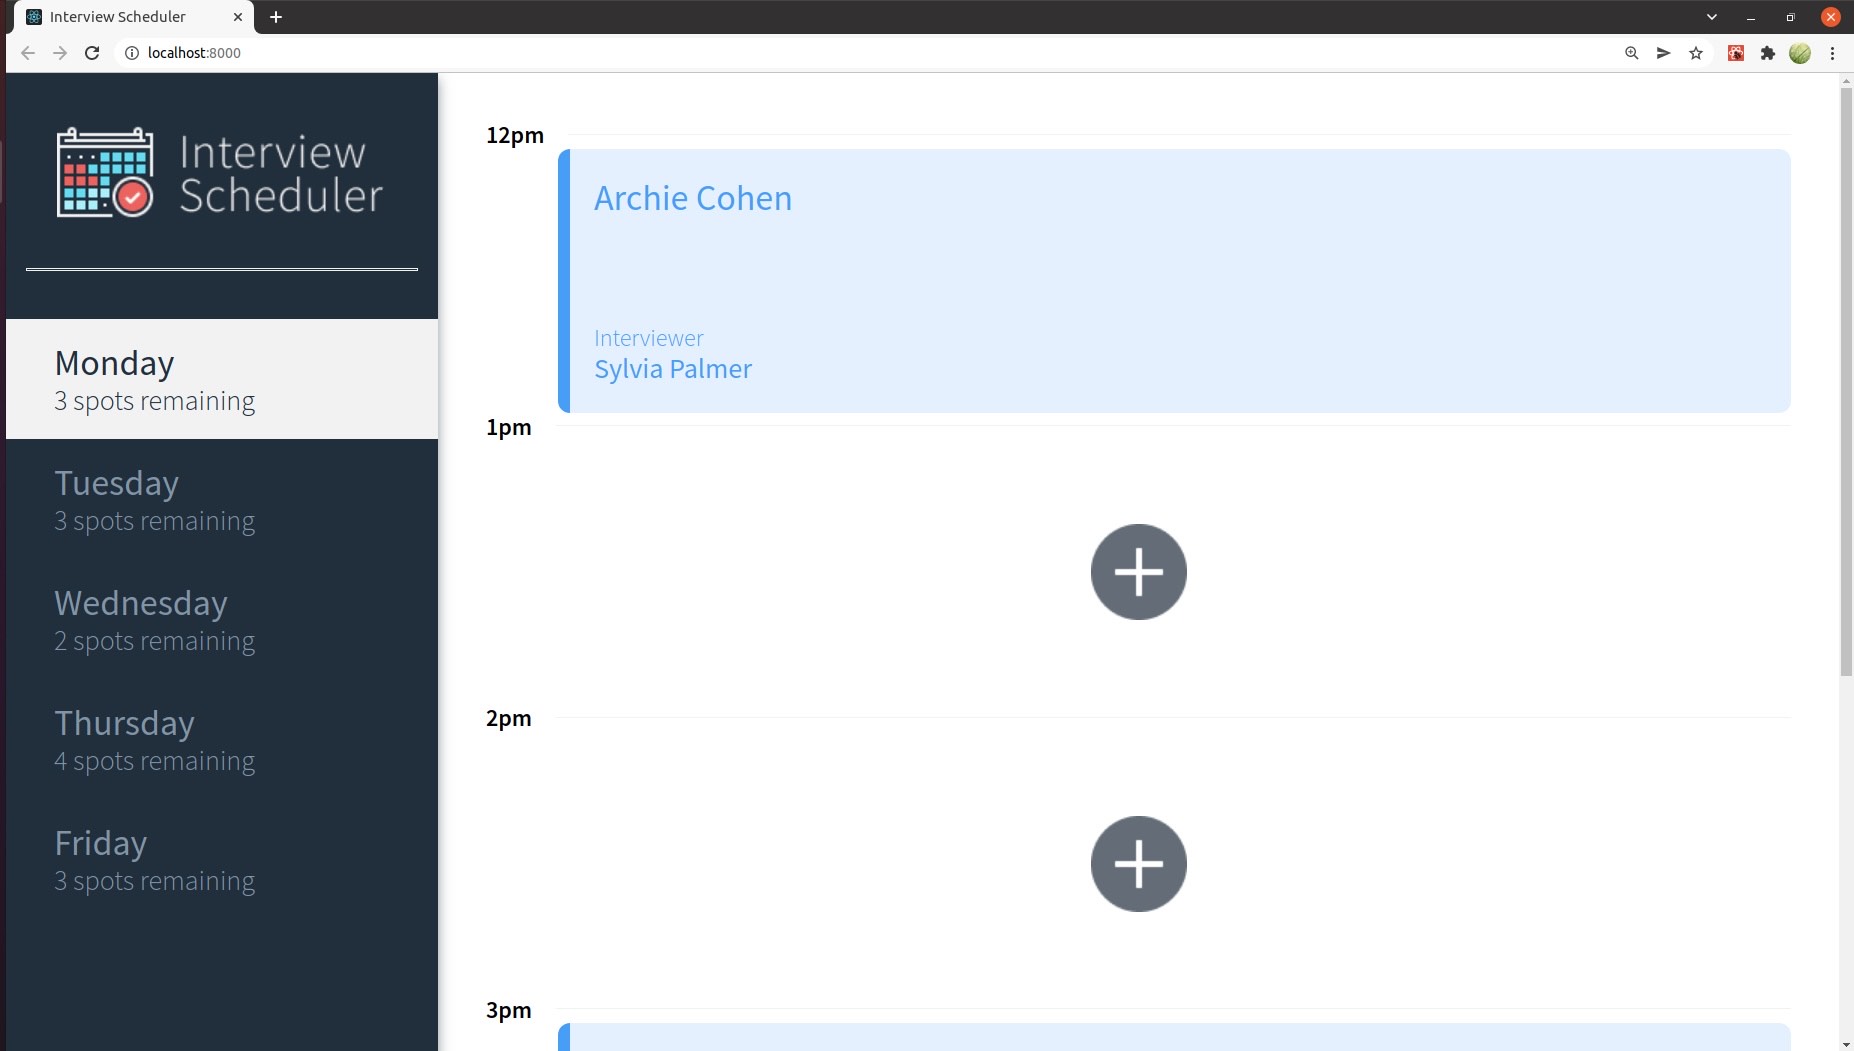 Interview Scheduler
localhost:8000
Interview
Scheduler
Monday
3 spots remaining
Tuesday
3 spots remaining
Wednesday
2 spots remaining
Thursday
4 spots remaining
Friday
3 spots remaining
12pm
Archie Cohen
Interviewer
Sylvia Palmer
1pm
2pm
3pm